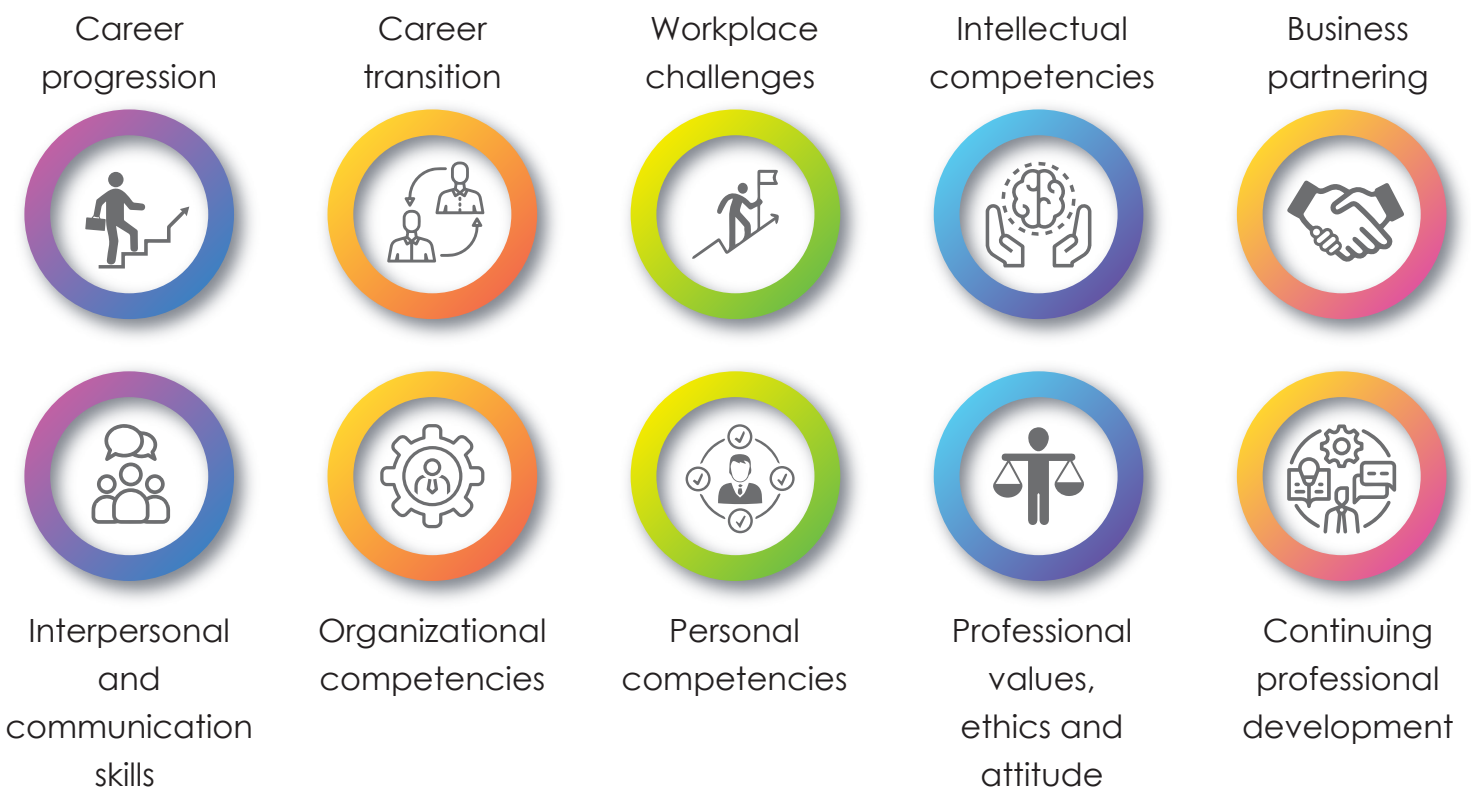 Career
progression
Career
transition
Workplace
challenges
Intellectual
competencies
Business
partnering
Interpersonal
and
communication
skills
Organizational
competencies
Personal
competencies
Professional
values,
ethics and
attitude
Continuing
professional
development